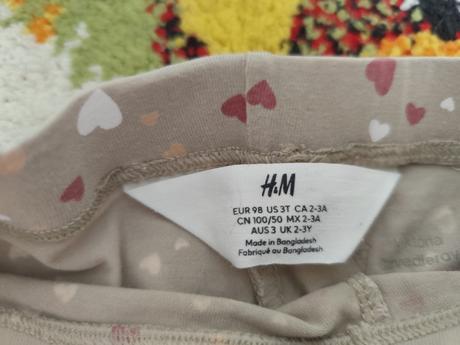 H&M
EUR 98 US 3T CA 2-3A
CN 100/50 MX 2-3A
AUS 3 UK 2-3Y
Made in Bangladesh
Fabriqué au Bangladesh